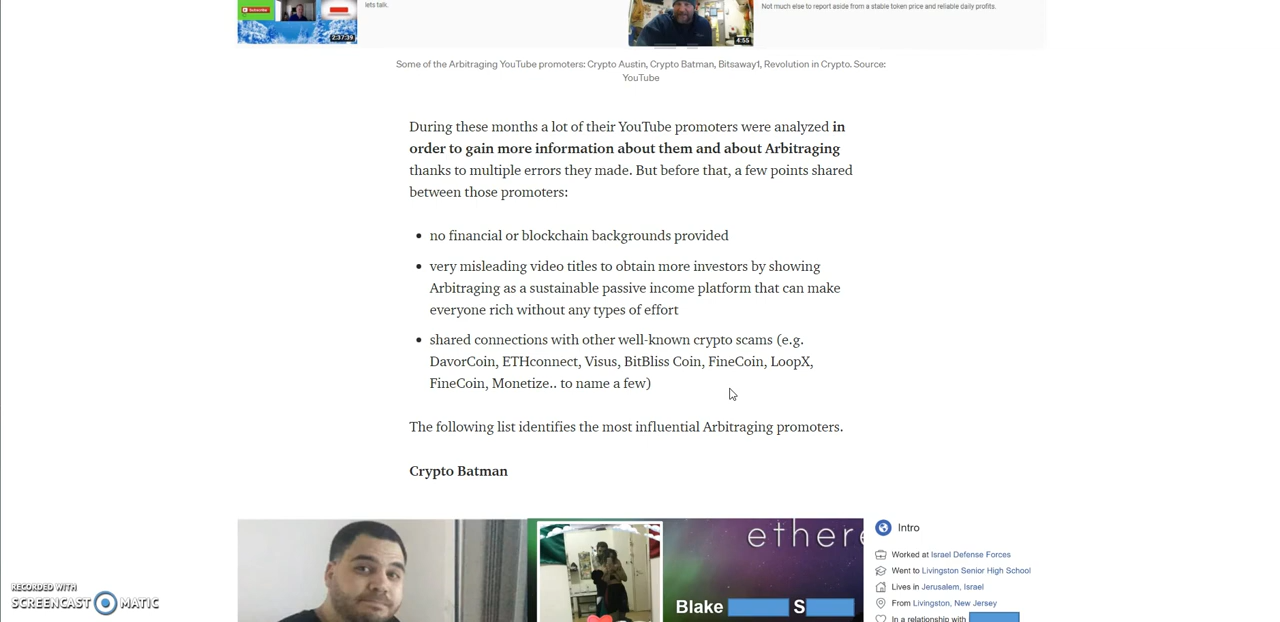 Subscribe
lets talk.
2:37:39
4:55
Not much else to report aside from a stable token price and reliable daily profits.
Some of the Arbitraging YouTube promoters: Crypto Austin, Crypto Batman, Bitsaway1, Revolution in Crypto. Source:
YouTube
During these months a lot of their YouTube promoters were analyzed in
order to gain more information about them and about Arbitraging
thanks to multiple errors they made. But before that, a few points shared
between those promoters:
• no financial or blockchain backgrounds provided
• very misleading video titles to obtain more investors by showing
Arbitraging as a sustainable passive income platform that can make
everyone rich without any types of effort
• shared connections with other well-known crypto scams (e.g.
DavorCoin, ETHconnect, Visus, BitBliss Coin, FineCoin, LoopX,
FineCoin, Monetize.. to name a few)
The following list identifies the most influential Arbitraging promoters.
Crypto Batman
ethere
Blake S
Intro
Worked at Israel Defense Forces
Went to Livingston Senior High School
Lives in Jerusalem, Israel
From Livingston, New Jersey
In a relationship with
RECORDED WITH
SCREENCAST MATIC